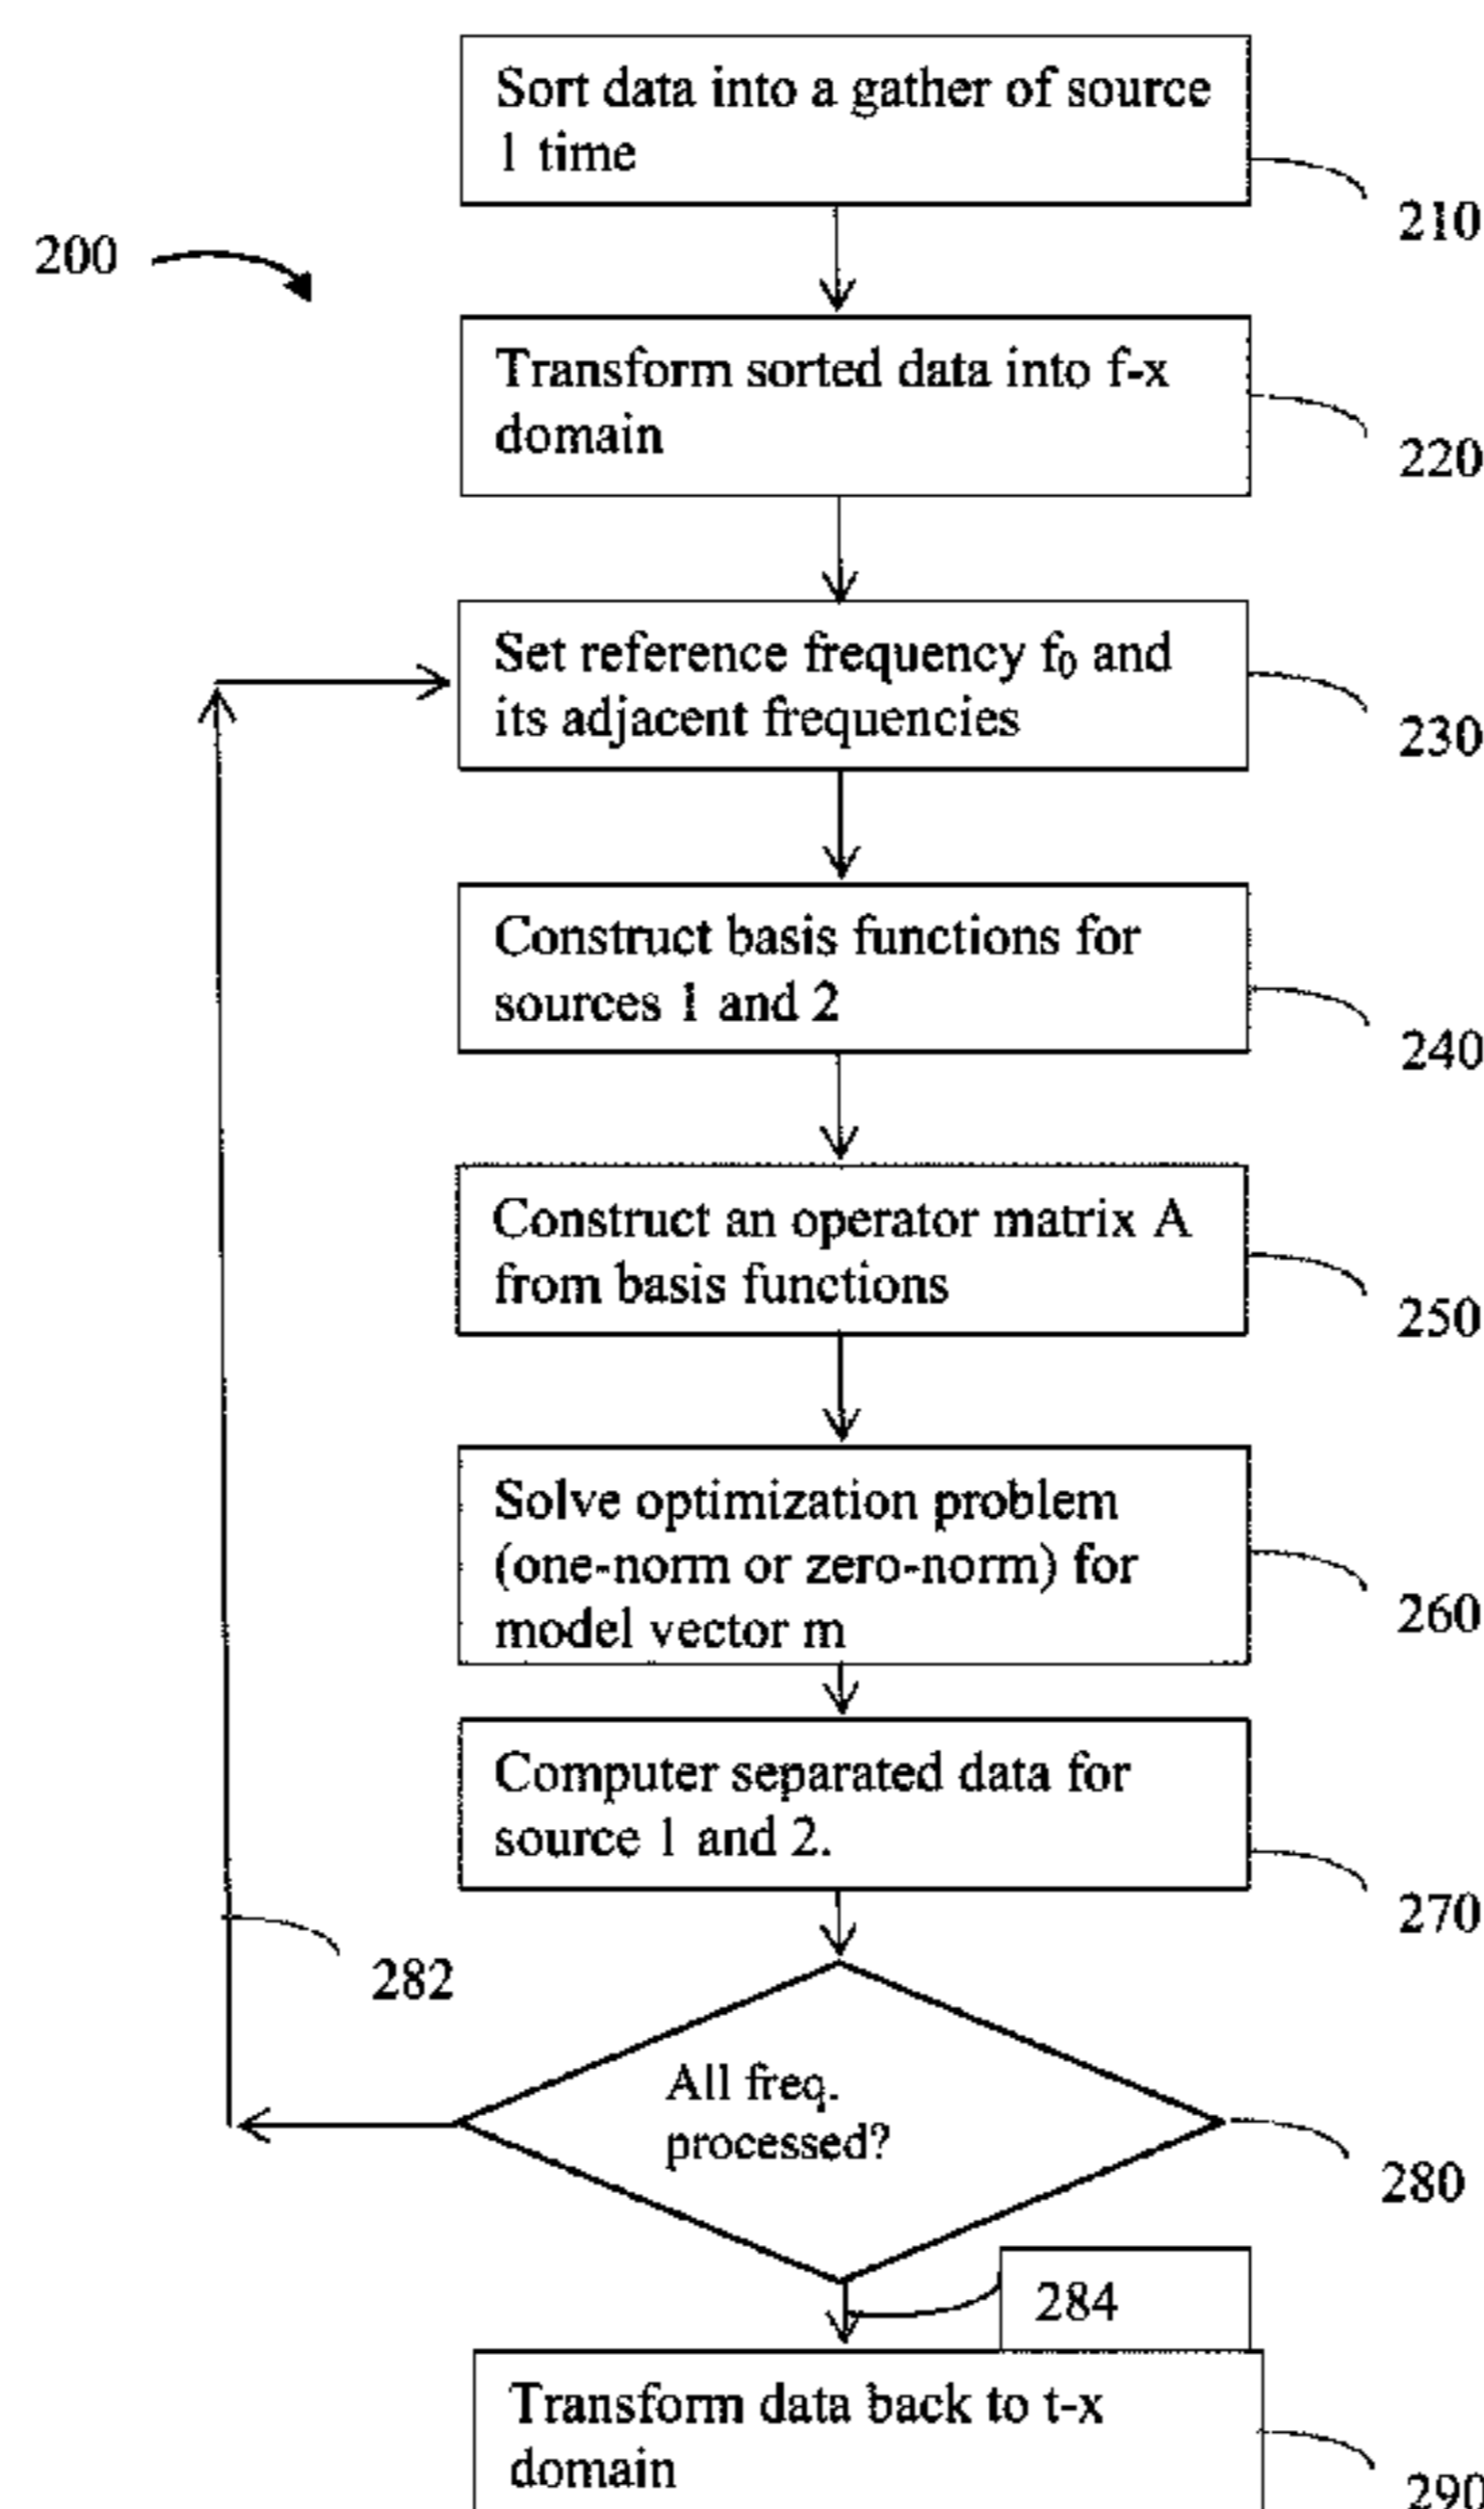 Sort data into a gather of source
1 time
210
200
Transform sorted data into f-x
domain
220
Set reference frequency f₀ and
its adjacent frequencies
230
Construct basis functions for
sources 1 and 2
240
Construct an operator matrix A
from basis functions
250
Solve optimization problem
(one-norm or zero-norm) for
model vector m
260
Computer separated data for
source 1 and 2.
270
282
All freq.
processed?
280
284
Transform data back to t-x
domain
290